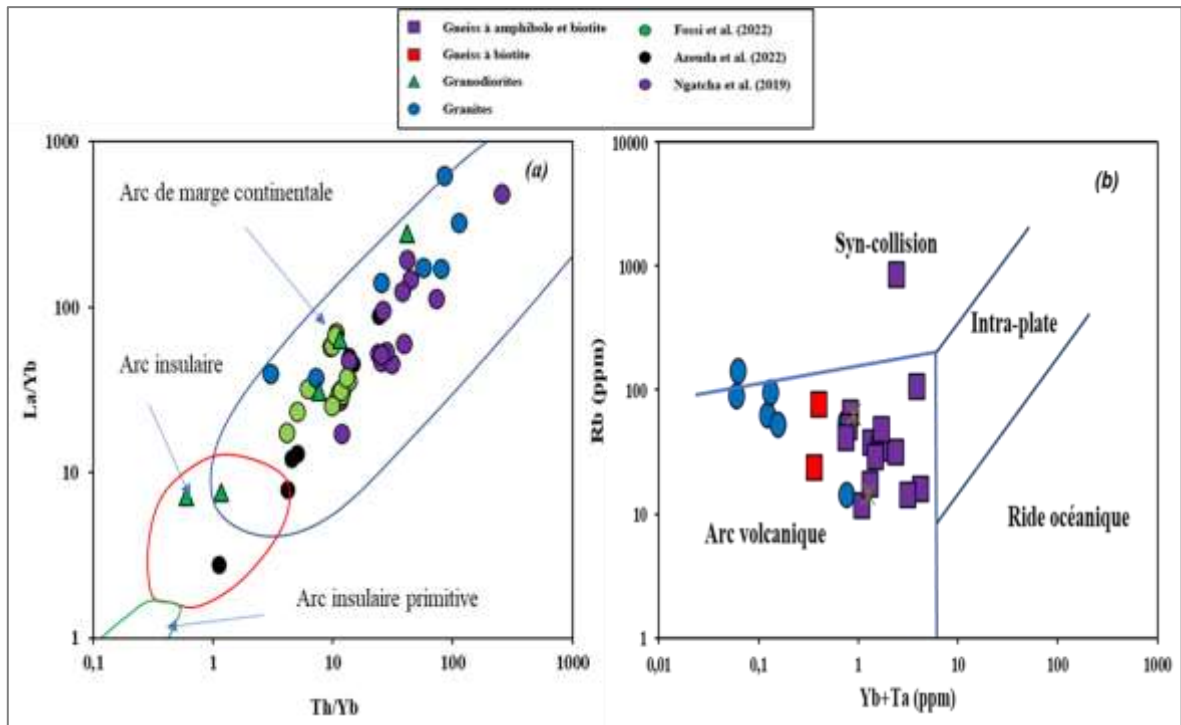 Gneiss à amphibole et biotite
Gneiss à biotite
Granodiorites
Granites
Fossi et al. (2022)
Azeuda et al. (2022)
Ngatcha et al. (2019)
1000
100
10
1
La/Yb
(a)
Arc de marge continentale
Arc insulaire
Arc insulaire primitive
0,1 1 10 100 1000
Th/Yb
10000
1000
100
10
1
Rb (ppm)
(b)
Syn-collision
Intra-plate
Arc volcanique
Ride océanique
0,01 0,1 1 10 100 1000
Yb+Ta (ppm)